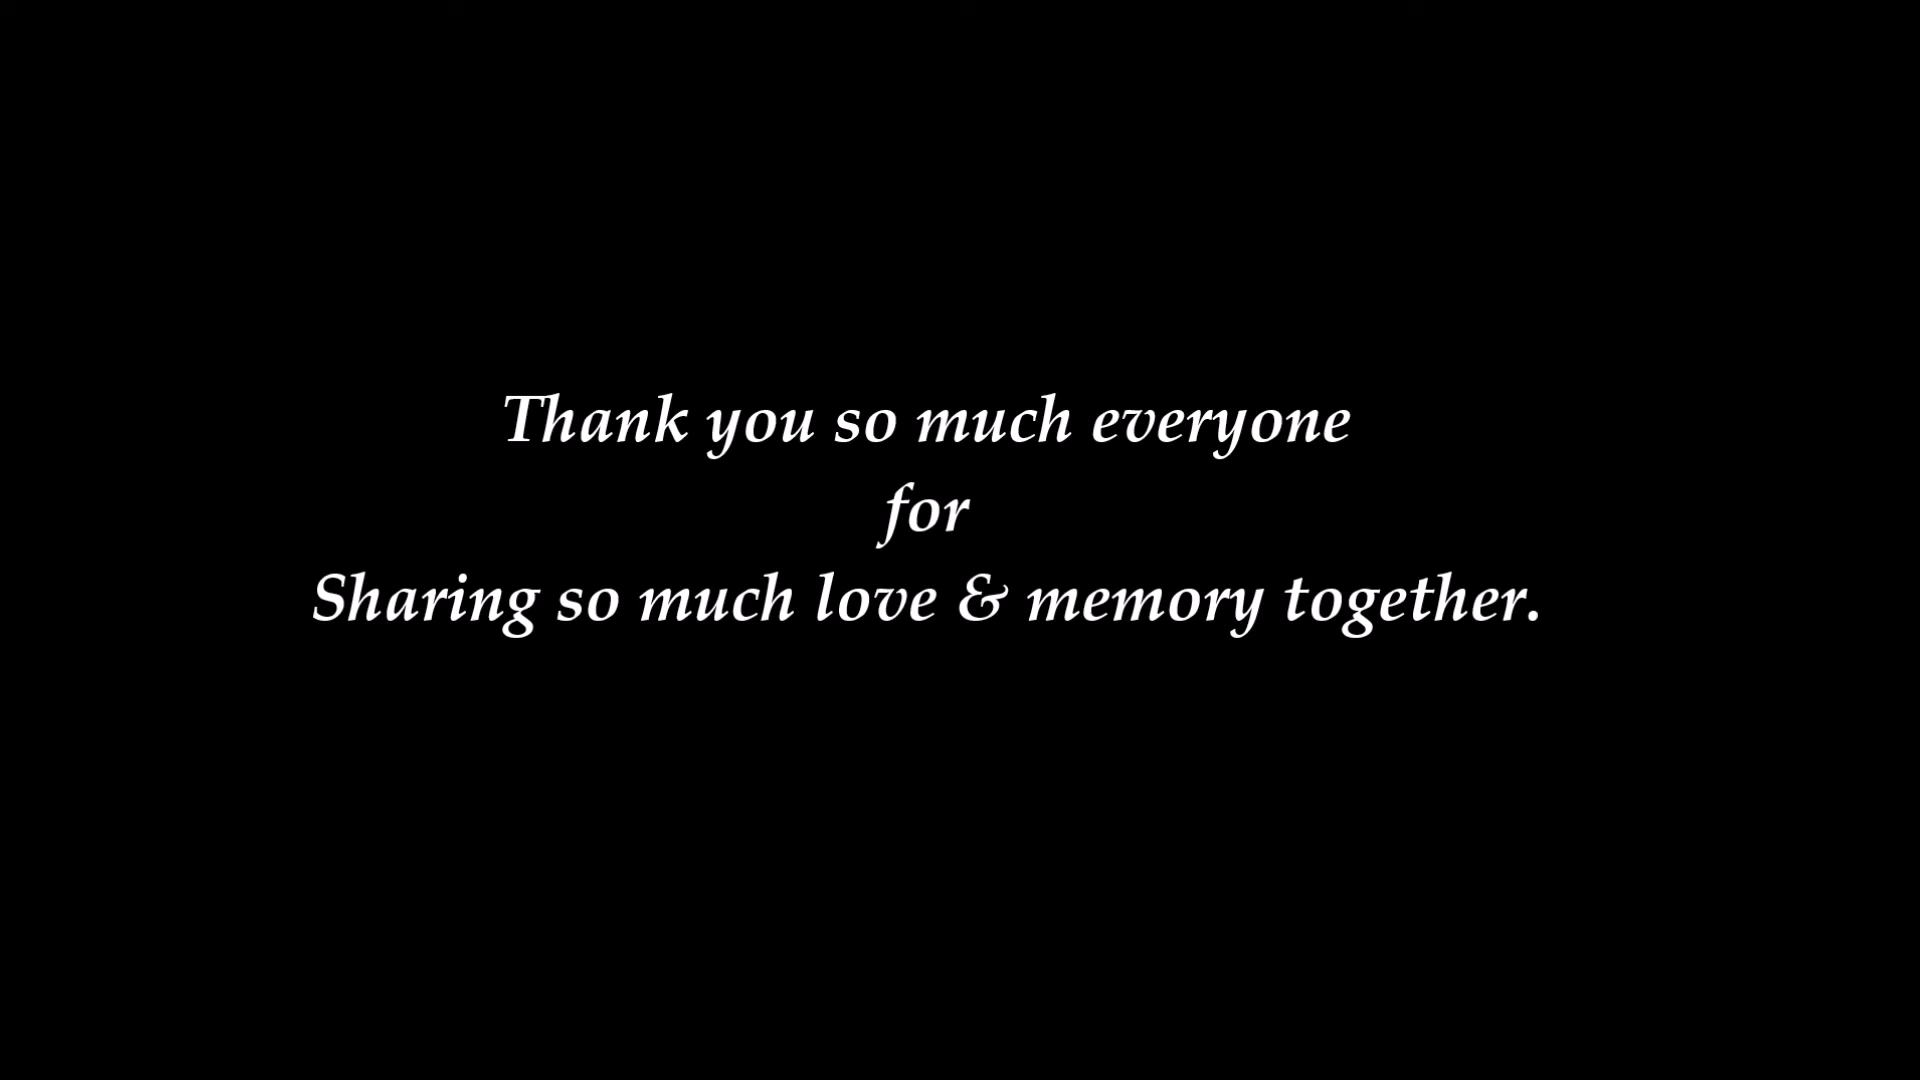 Thank you so much everyone
for
Sharing so much love & memory together.